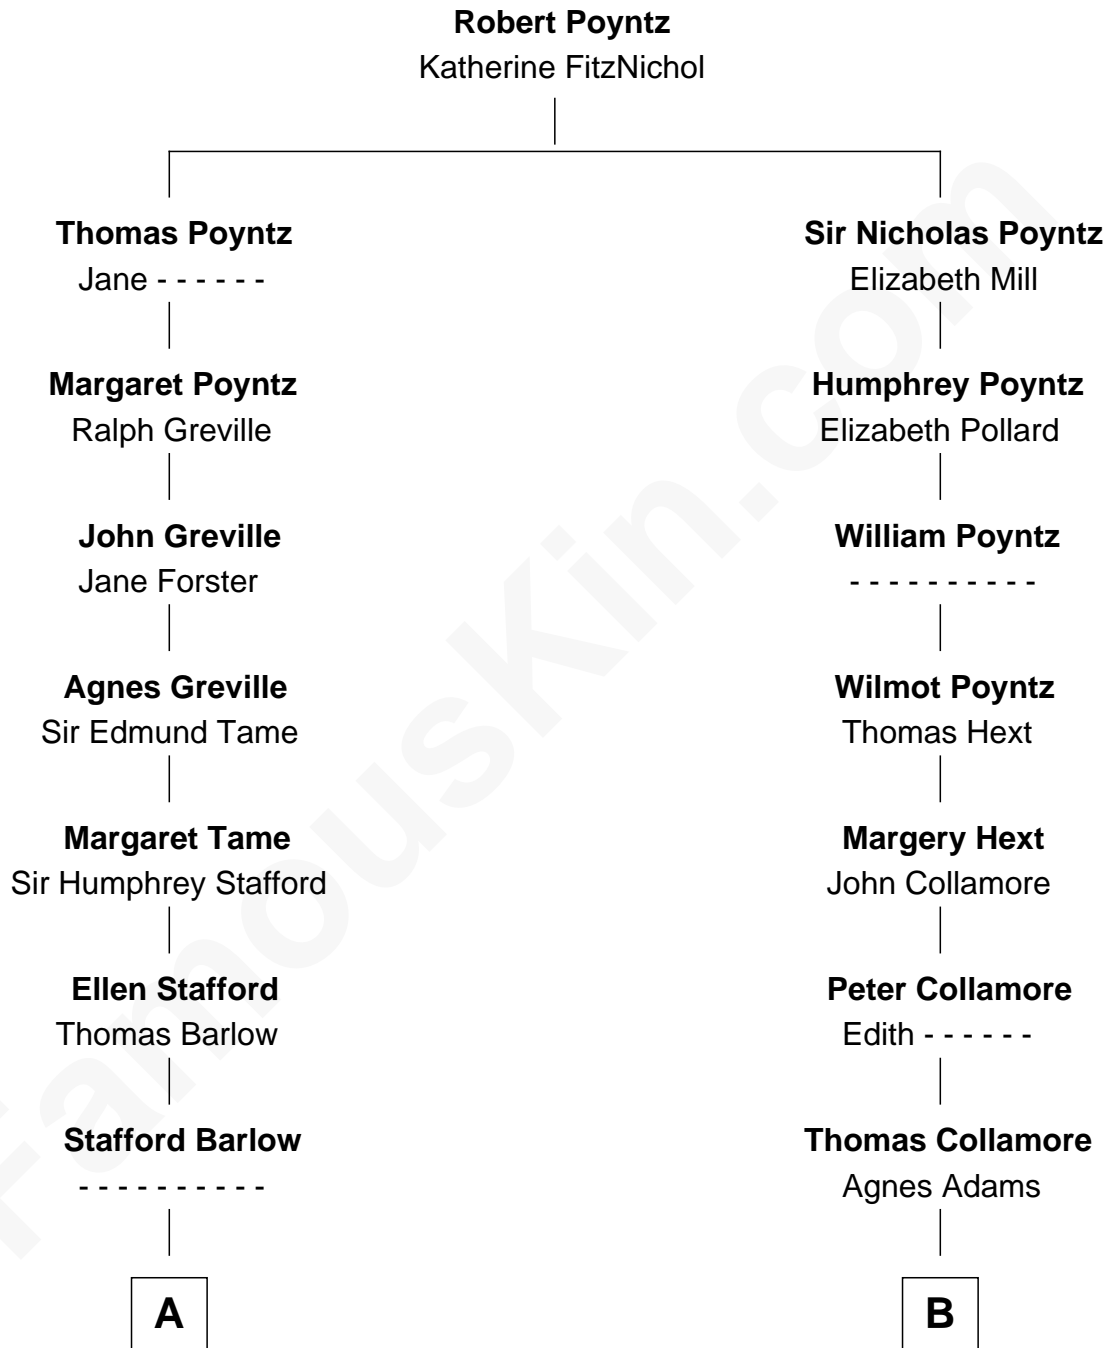 Robert Poyntz
Katherine FitzNichol
Thomas Poyntz
Jane - - - - - -
Sir Nicholas Poyntz
Elizabeth Mill
Margaret Poyntz
Ralph Greville
Humphrey Poyntz
Elizabeth Pollard
John Greville
Jane Forster
William Poyntz
- - - - - - - - - -
Agnes Greville
Sir Edmund Tame
Wilmot Poyntz
Thomas Hext
Margaret Tame
Sir Humphrey Stafford
Margery Hext
John Collamore
Ellen Stafford
Thomas Barlow
Peter Collamore
Edith - - - - - -
Stafford Barlow
- - - - - - - - - -
Thomas Collamore
Agnes Adams
A
B
FamousKin.com